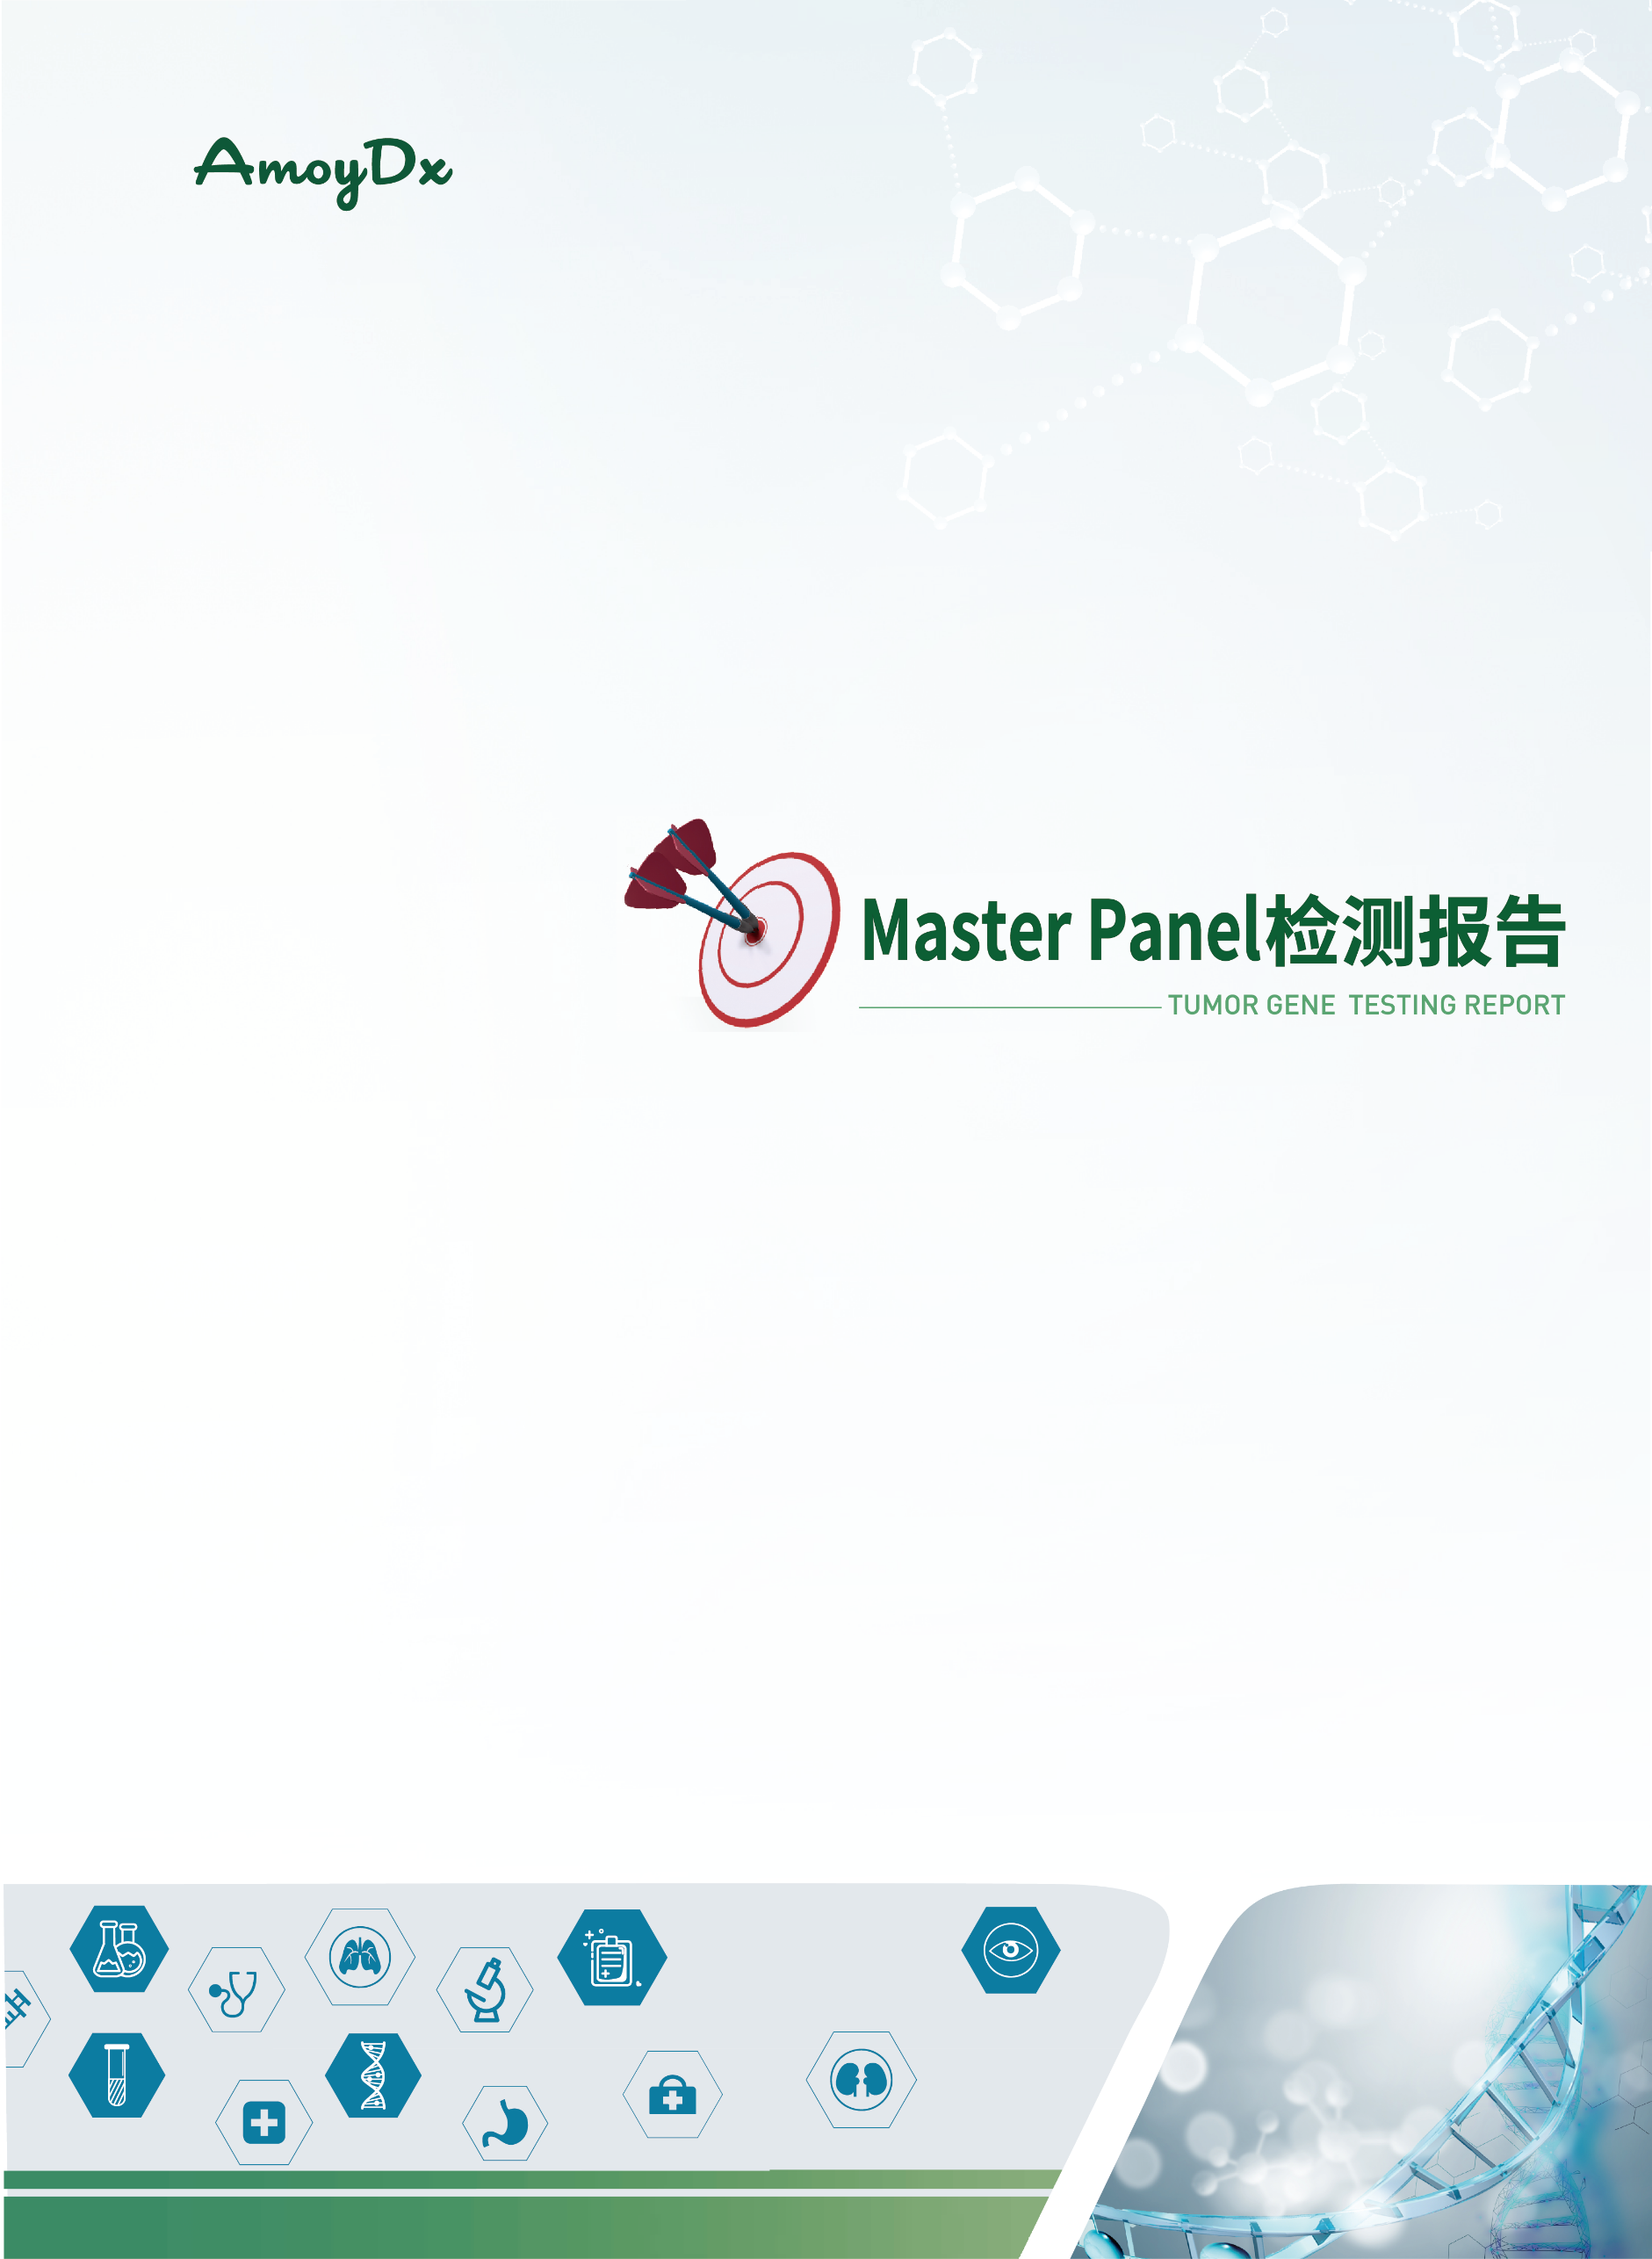 AmoyDx
Master Panel检测报告
TUMOR GENE TESTING REPORT